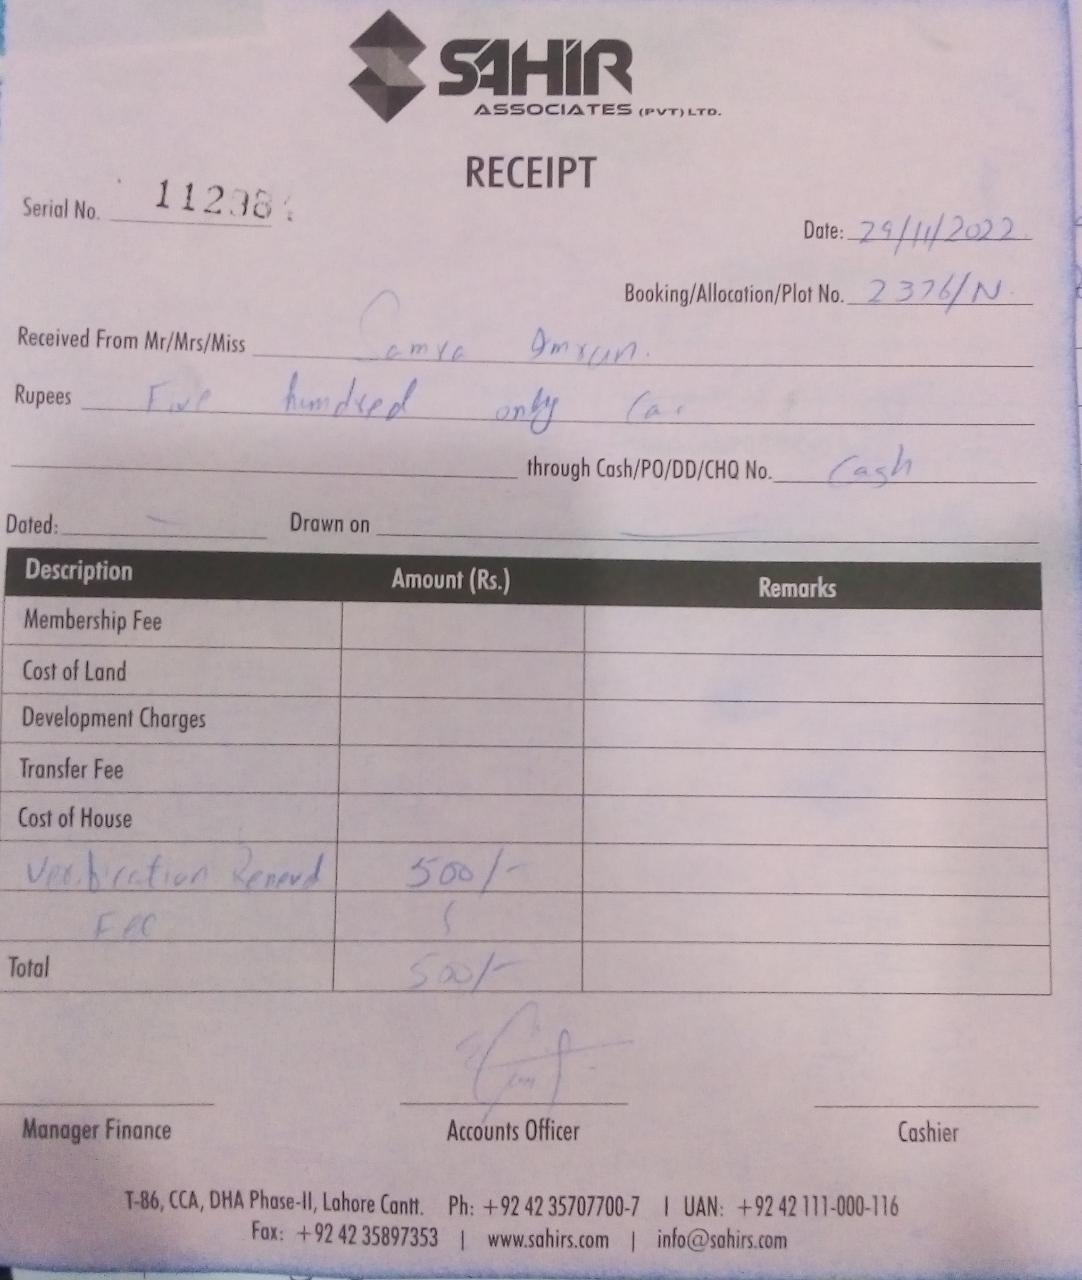 SAHIR
ASSOCIATES (PVT) LTD.
RECEIPT
Serial No. 11238
Date: 29/11/2022
Booking/Allocation/Plot No. 2376/N
Received From Mr/Mrs/Miss Imran.
Rupees Five hundred only
through Cash/PO/DD/CHQ No. Cash
Dated: — Drawn on —
Description Amount (Rs.) Remarks
Membership Fee
Cost of Land
Development Charges
Transfer Fee
Cost of House
Verification 500/-
Fee
Total 500/-
Manager Finance Accounts Officer Cashier
T-86, CCA, DHA Phase-II, Lahore Cantt. Ph: +92 42 35707700-7 | UAN: +92 42 111-000-116
Fax: +92 42 35897353 | www.sahirs.com | info@sahirs.com